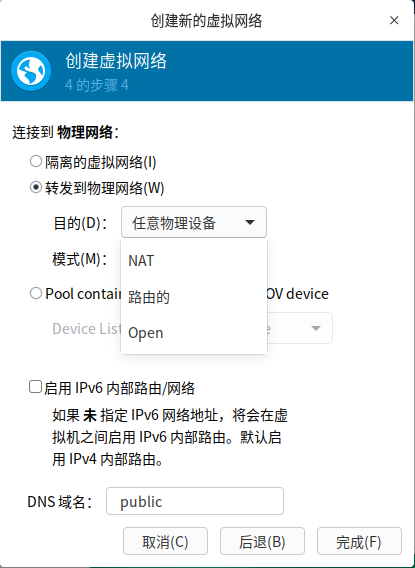 创建新的虚拟网络
创建虚拟网络
4 的步骤 4
连接到 物理网络：
隔离的虚拟网络(I)
转发到物理网络(W)
目的(D)： 任意物理设备
模式(M)：
NAT
路由的
Open
Pool contai OV device
Device List e
启用 IPv6 内部路由/网络
如果 未 指定 IPv6 网络地址，将会在虚
拟机之间启用 IPv6 内部路由。默认启
用 IPv4 内部路由。
DNS 域名： public
取消(C) 后退(B) 完成(F)